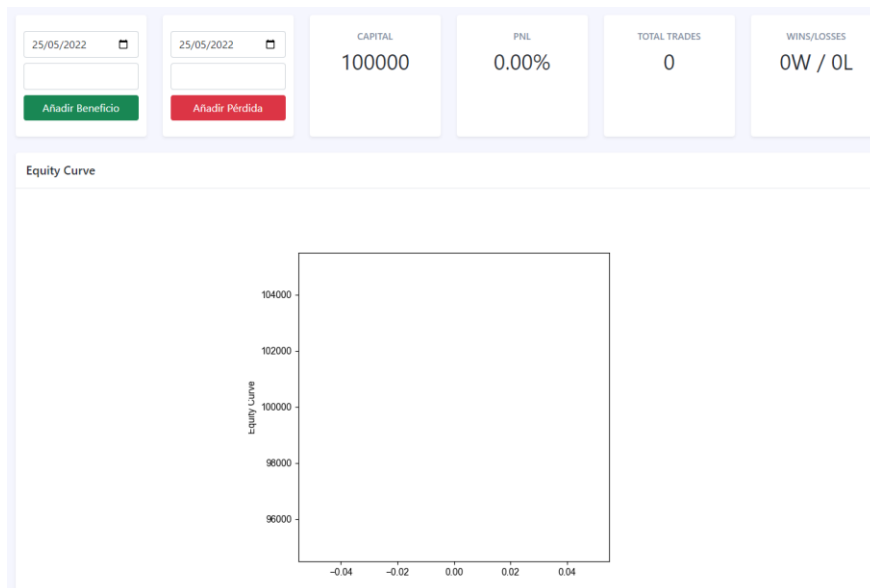 25/05/2022
Añadir Beneficio
25/05/2022
Añadir Pérdida
CAPITAL
100000
PNL
0.00%
TOTAL TRADES
0
WINS/LOSSES
0W / 0L
Equity Curve
Equity Curve
104000
102000
100000
98000
96000
−0.04 −0.02 0.00 0.02 0.04